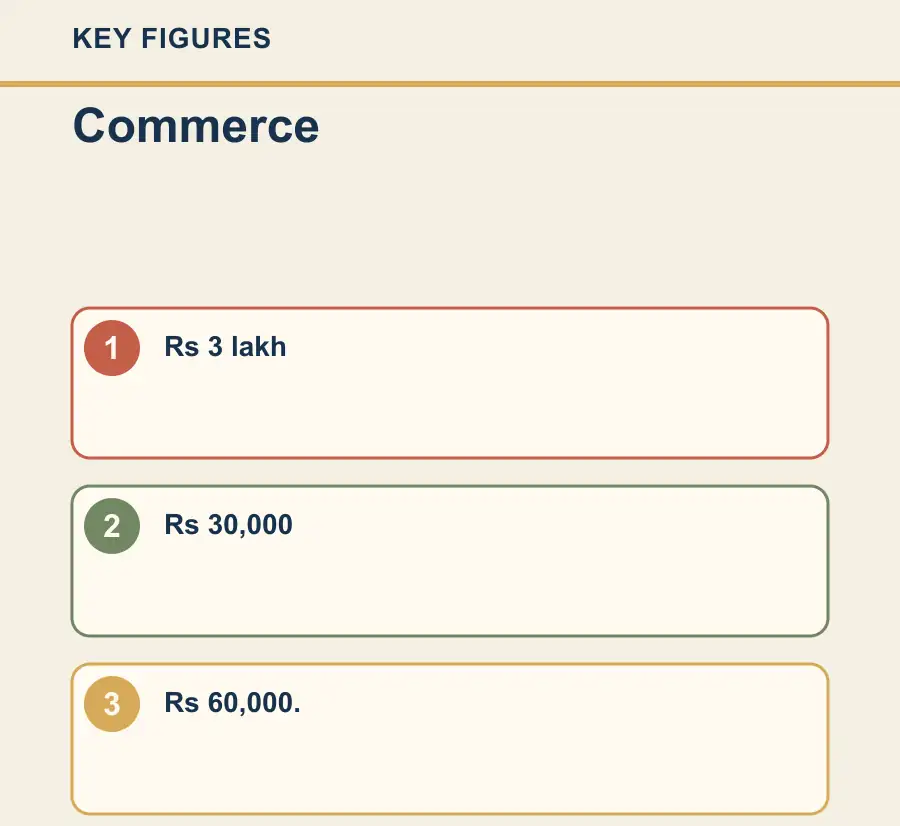 KEY FIGURES
Commerce
1 Rs 3 lakh
2 Rs 30,000
3 Rs 60,000.